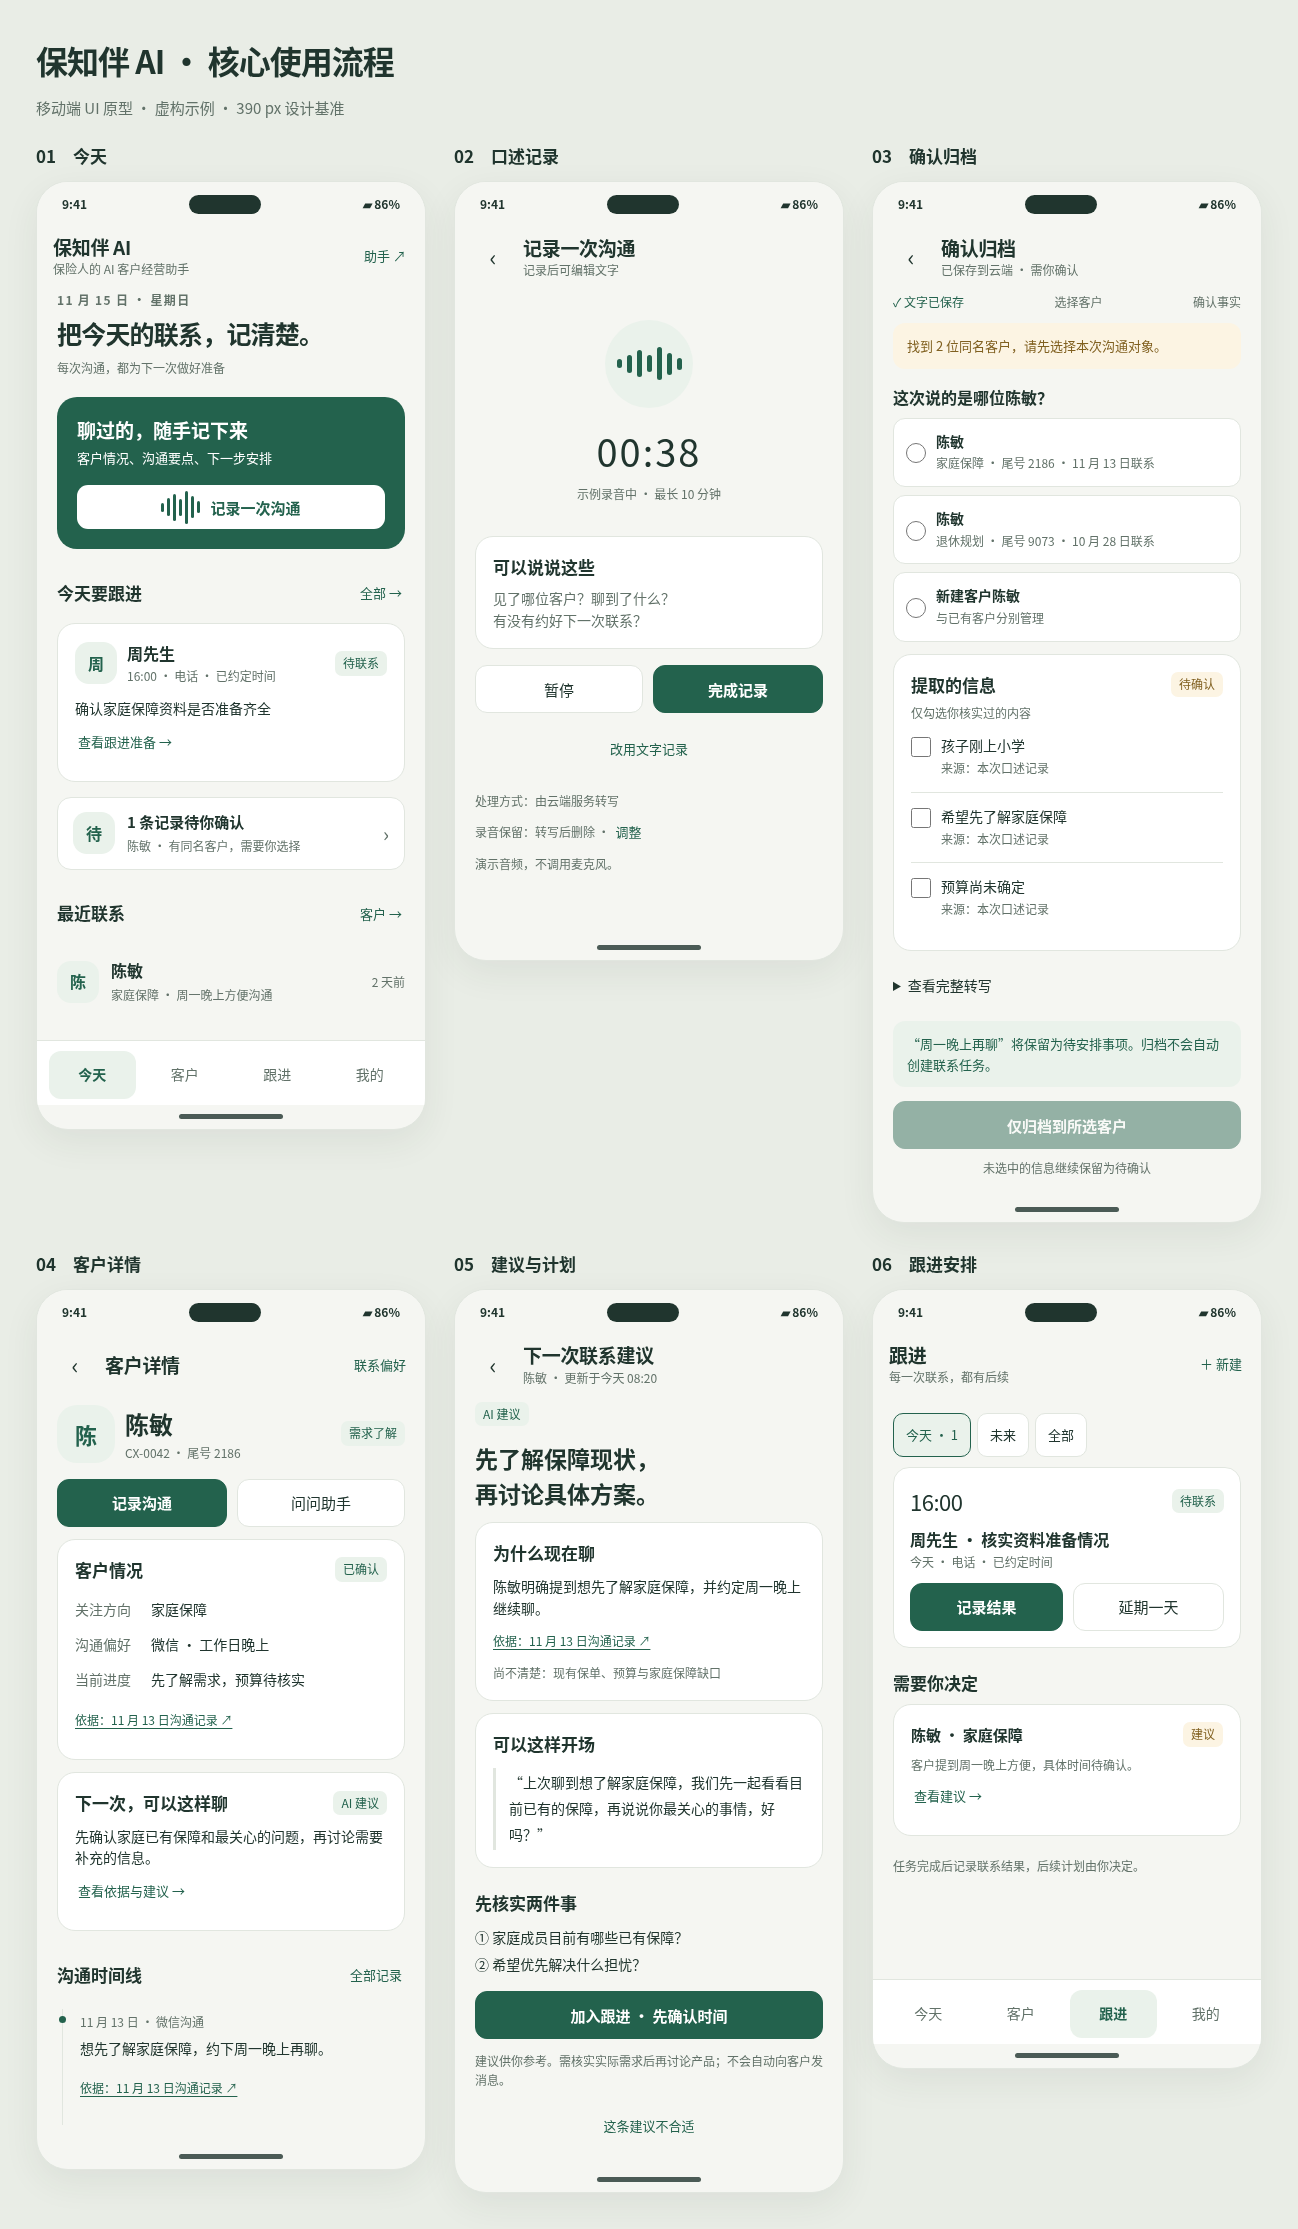 保知伴 AI · 核心使用流程
移动端 UI 原型 · 虚构示例 · 390 px 设计基准
01 今天
9:41
86%
保知伴 AI
保险人的 AI 客户经营助手
助手 ↗
11 月 15 日 · 星期日
把今天的联系，记清楚。
每次沟通，都为下一次做好准备
聊过的，随手记下来
客户情况、沟通要点、下一步安排
记录一次沟通
今天要跟进
全部 →
周
周先生
16:00 · 电话 · 已约定时间
待联系
确认家庭保障资料是否准备齐全
查看跟进准备 →
待
1 条记录待你确认
陈敏 · 有同名客户，需要你选择
›
最近联系
客户 →
陈
陈敏
家庭保障 · 周一晚上方便沟通
2 天前
今天
客户
跟进
我的
02 口述记录
9:41
86%
‹
记录一次沟通
记录后可编辑文字
00:38
示例录音中 · 最长 10 分钟
可以说说这些
见了哪位客户？聊到了什么？
有没有约好下一次联系？
暂停
完成记录
改用文字记录
处理方式：由云端服务转写
录音保留：转写后删除 · 调整
演示音频，不调用麦克风。
03 确认归档
9:41
86%
‹
确认归档
已保存到云端 · 需你确认
✓ 文字已保存
选择客户
确认事实
找到 2 位同名客户，请先选择本次沟通对象。
这次说的是哪位陈敏？
陈敏
家庭保障 · 尾号 2186 · 11 月 13 日联系
陈敏
退休规划 · 尾号 9073 · 10 月 28 日联系
新建客户陈敏
与已有客户分别管理
提取的信息
待确认
仅勾选你核实过的内容
孩子刚上小学
来源：本次口述记录
希望先了解家庭保障
来源：本次口述记录
预算尚未确定
来源：本次口述记录
▶ 查看完整转写
“周一晚上再聊”将保留为待安排事项。归档不会自动
创建联系任务。
仅归档到所选客户
未选中的信息继续保留为待确认
04 客户详情
9:41
86%
‹
客户详情
联系偏好
陈
陈敏
CX-0042 · 尾号 2186
需求了解
记录沟通
问问助手
客户情况
已确认
关注方向 家庭保障
沟通偏好 微信 · 工作日晚上
当前进度 先了解需求，预算待核实
依据：11 月 13 日沟通记录 ↗
下一次，可以这样聊
AI 建议
先确认家庭已有保障和最关心的问题，再讨论需要
补充的信息。
查看依据与建议 →
沟通时间线
全部记录
11 月 13 日 · 微信沟通
想先了解家庭保障，约下周一晚上再聊。
依据：11 月 13 日沟通记录 ↗
05 建议与计划
9:41
86%
‹
下一次联系建议
陈敏 · 更新于今天 08:20
AI 建议
先了解保障现状，
再讨论具体方案。
为什么现在聊
陈敏明确提到想先了解家庭保障，并约定周一晚上
继续聊。
依据：11 月 13 日沟通记录 ↗
尚不清楚：现有保单、预算与家庭保障缺口
可以这样开场
“上次聊到想了解家庭保障，我们先一起看看目
前已有的保障，再说说你最关心的事情，好
吗？”
先核实两件事
① 家庭成员目前有哪些已有保障？
② 希望优先解决什么担忧？
加入跟进 · 先确认时间
建议供你参考。需核实实际需求后再讨论产品；不会自动向客户发
消息。
这条建议不合适
06 跟进安排
9:41
86%
跟进
每一次联系，都有后续
＋ 新建
今天 · 1
未来
全部
16:00
待联系
周先生 · 核实资料准备情况
今天 · 电话 · 已约定时间
记录结果
延期一天
需要你决定
陈敏 · 家庭保障
建议
客户提到周一晚上方便，具体时间待确认。
查看建议 →
任务完成后记录联系结果，后续计划由你决定。
今天
客户
跟进
我的